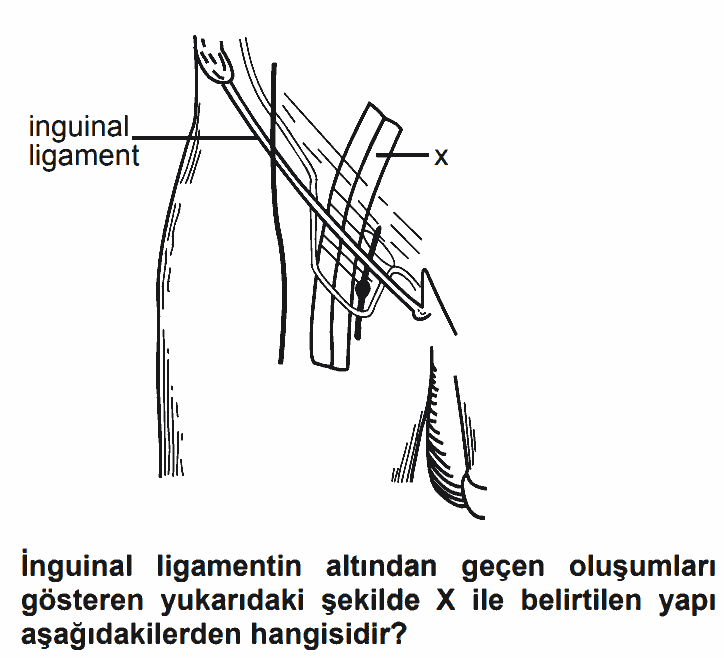 inguinal
ligament
x
İnguinal ligamentin altından geçen oluşumları
gösteren yukarıdaki şekilde X ile belirtilen yapı
aşağıdakilerden hangisidir?